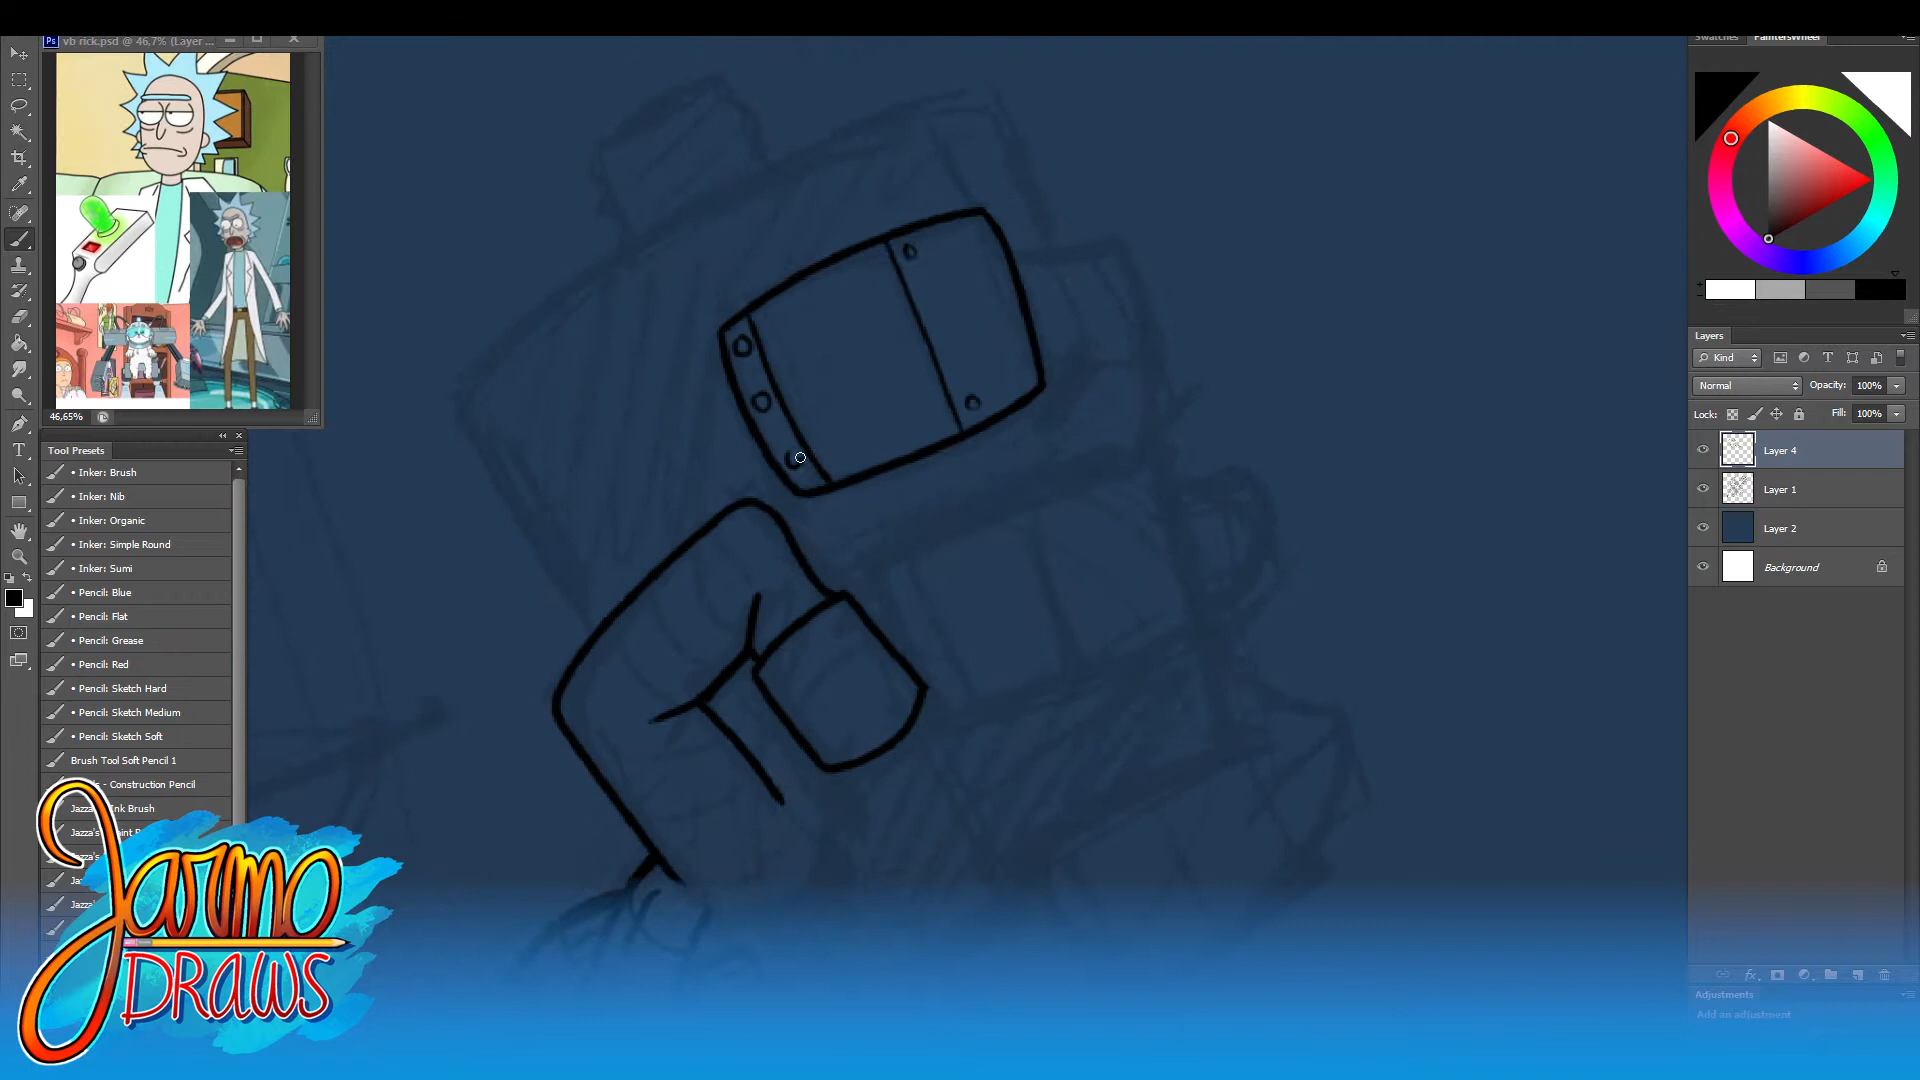 Ps vb rick.psd @ 46,7% (Layer ...
46,65%
Tool Presets
• Inker: Brush
• Inker: Nib
• Inker: Organic
• Inker: Simple Round
• Inker: Sumi
• Pencil: Blue
• Pencil: Flat
• Pencil: Grease
• Pencil: Red
• Pencil: Sketch Hard
• Pencil: Sketch Medium
• Pencil: Sketch Soft
Brush Tool Soft Pencil 1
- Construction Pencil
Jazza' Ink Brush
Jarmo
DRAWS
Swatches PaintersWheel
Layers
Kind
Normal Opacity: 100%
Lock: Fill: 100%
Layer 4
Layer 1
Layer 2
Background
Adjustments
Add an adjustment